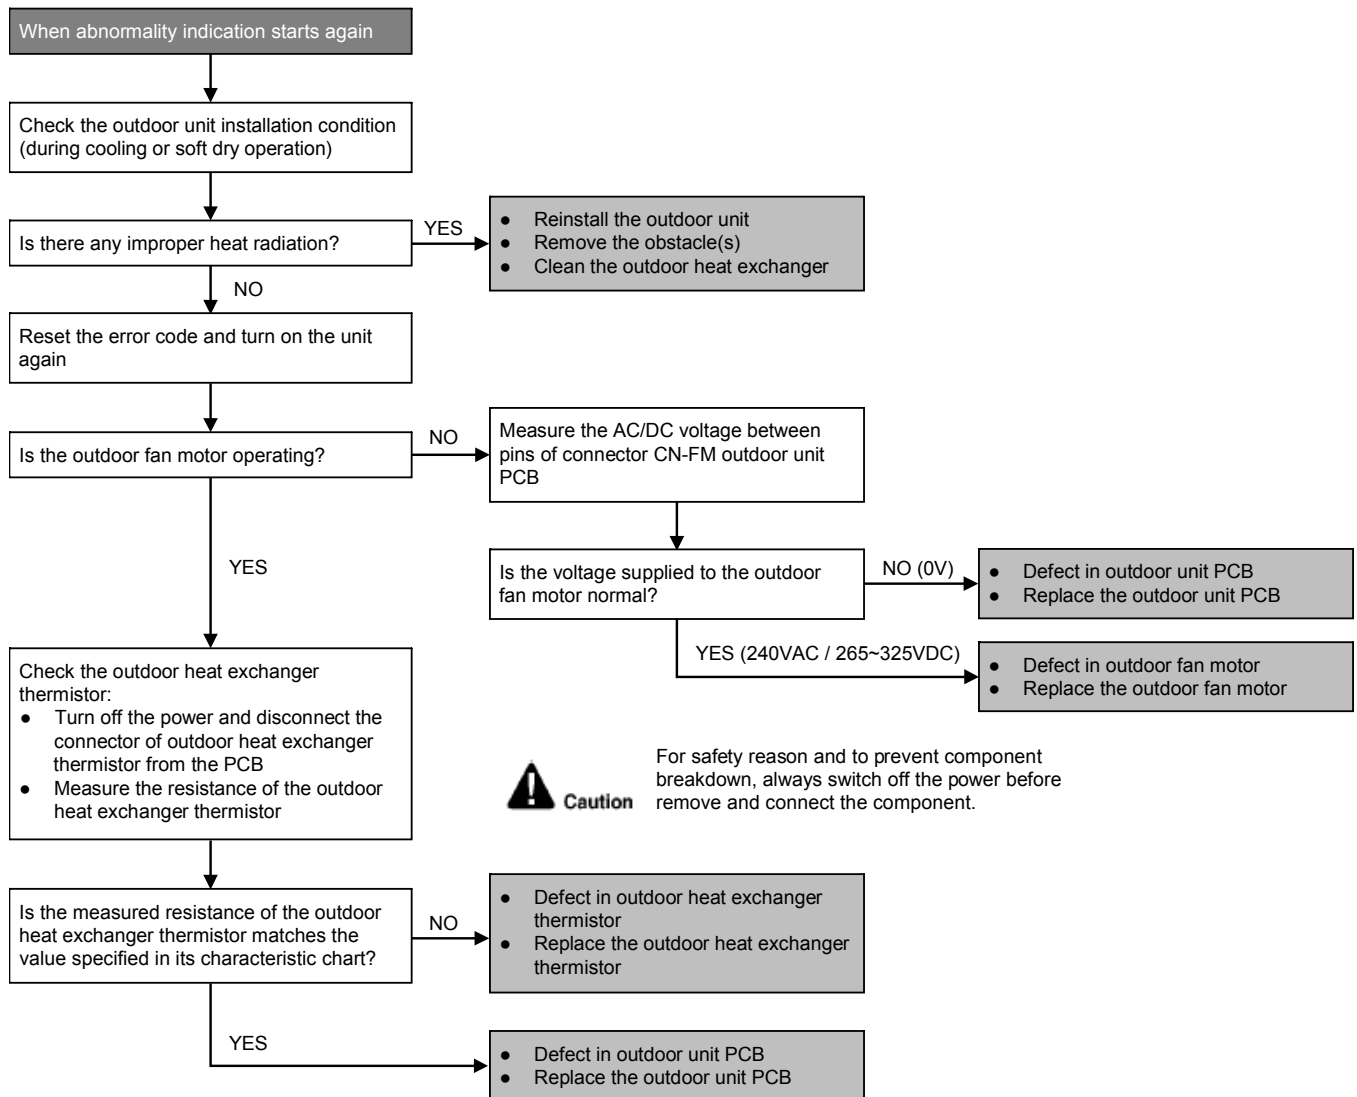 When abnormality indication starts again
Check the outdoor unit installation condition
(during cooling or soft dry operation)
Is there any improper heat radiation?
YES
● Reinstall the outdoor unit
● Remove the obstacle(s)
● Clean the outdoor heat exchanger
NO
Reset the error code and turn on the unit
again
Is the outdoor fan motor operating?
NO
Measure the AC/DC voltage between
pins of connector CN-FM outdoor unit
PCB
YES
Is the voltage supplied to the outdoor
fan motor normal?
NO (0V)
● Defect in outdoor unit PCB
● Replace the outdoor unit PCB
YES (240VAC / 265~325VDC)
● Defect in outdoor fan motor
● Replace the outdoor fan motor
Check the outdoor heat exchanger
thermistor:
● Turn off the power and disconnect the
connector of outdoor heat exchanger
thermistor from the PCB
● Measure the resistance of the outdoor
heat exchanger thermistor
Caution
For safety reason and to prevent component
breakdown, always switch off the power before
remove and connect the component.
Is the measured resistance of the outdoor
heat exchanger thermistor matches the
value specified in its characteristic chart?
NO
● Defect in outdoor heat exchanger
thermistor
● Replace the outdoor heat exchanger
thermistor
YES
● Defect in outdoor unit PCB
● Replace the outdoor unit PCB